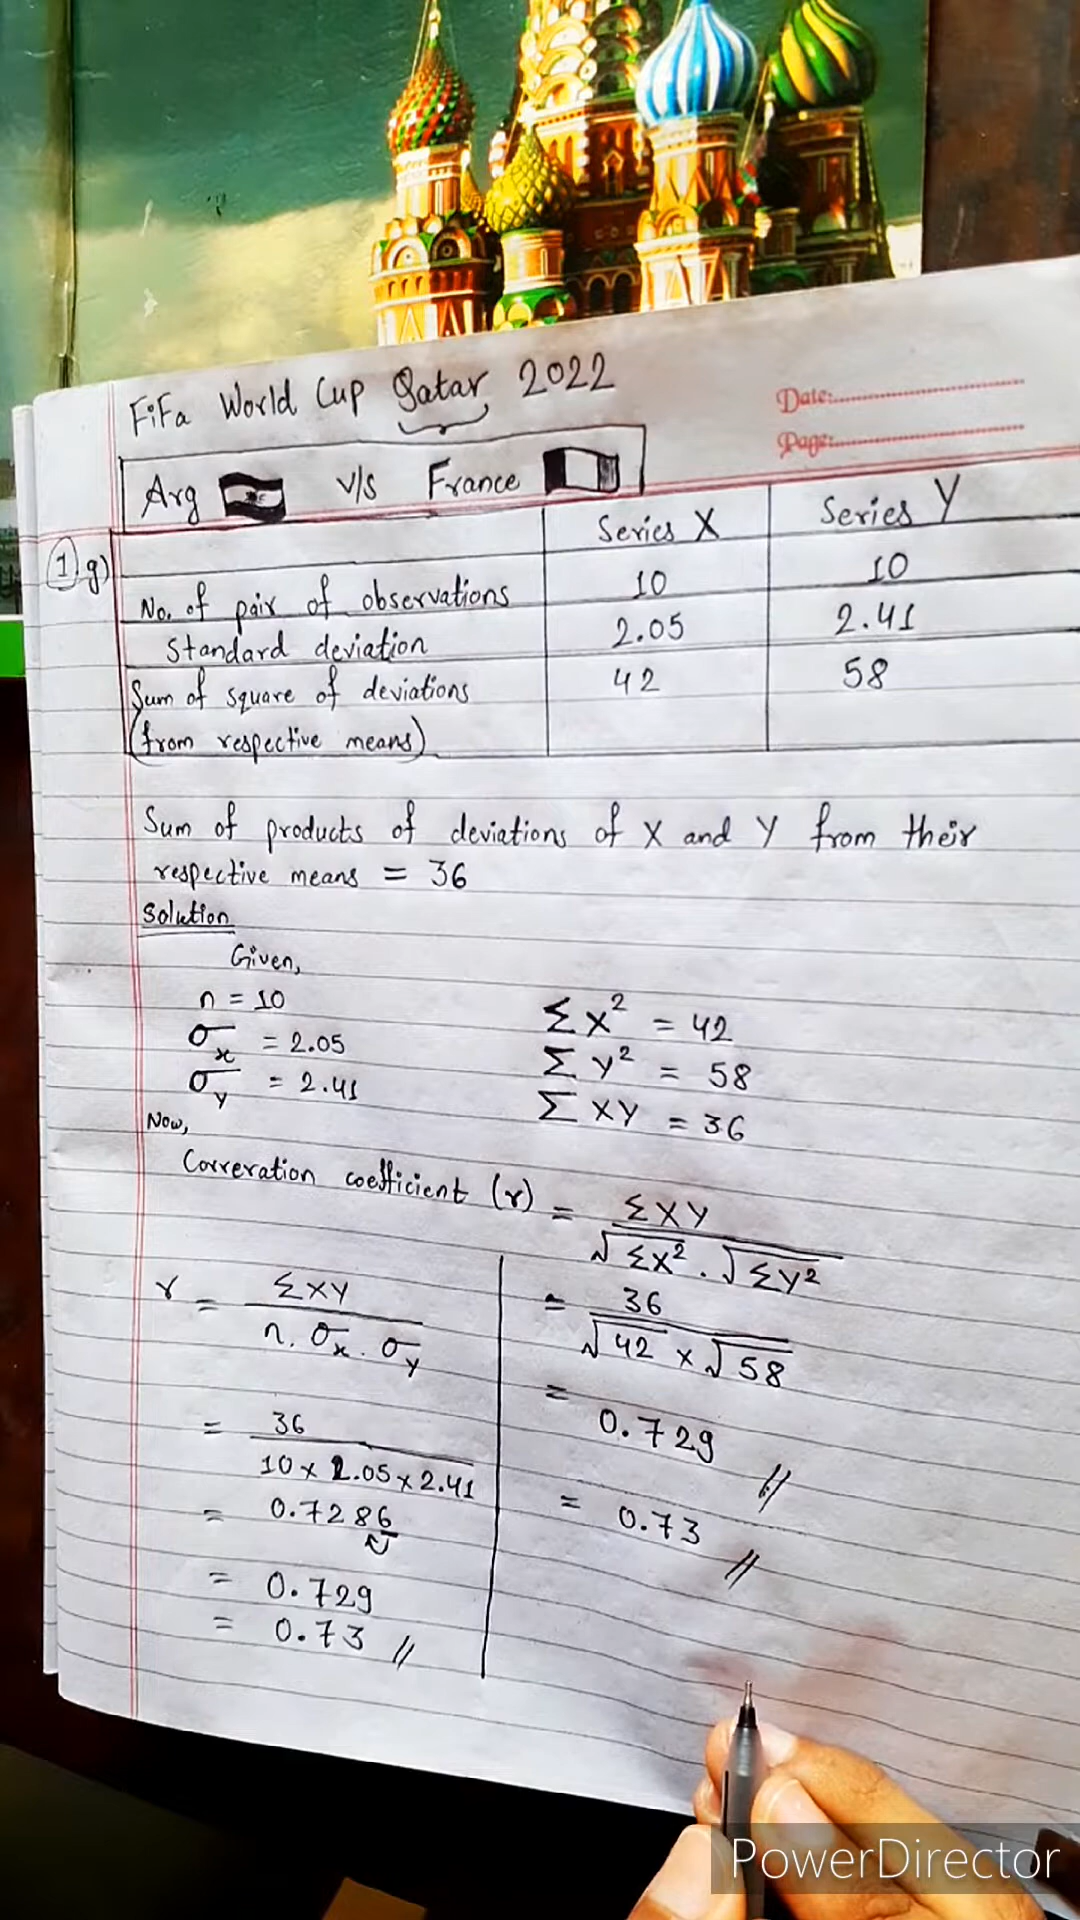 FiFa World Cup Qatar 2022
Date:
Page:
Arg v/s France
Series X Series Y
1. g)
No. of pair of observations 10 10
Standard deviation 2.05 2.41
Sum of square of deviations 42 58
(from respective means)
Sum of products of deviations of X and Y from their
respective means = 36
Solution
Given,
n = 10
σx = 2.05
σy = 2.41
Σx² = 42
Σy² = 58
Σxy = 36
Now,
Correration coefficient (r) = Σxy / √Σx² . √Σy²
r = Σxy / n. σx . σy
= 36 / 10 x 2.05 x 2.41
= 0.7286
= 0.729
= 0.73 //
= 36 / √42 x √58
= 0.729 //
= 0.73 //
PowerDirector